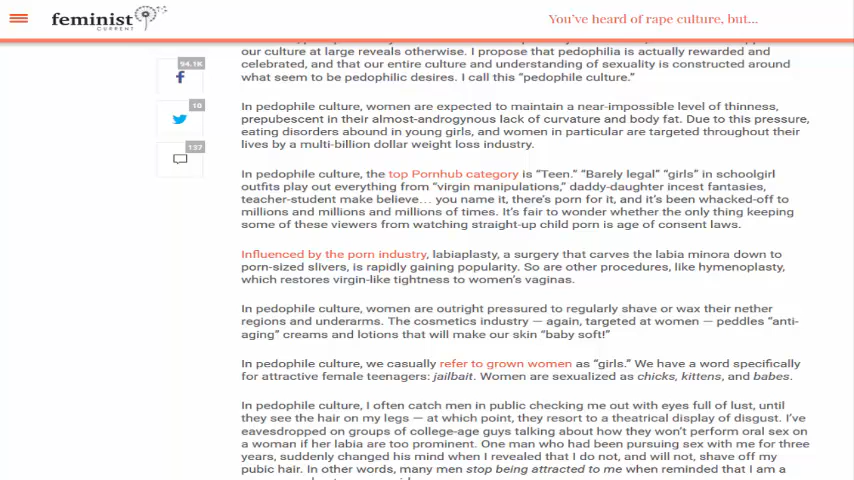 feminist
CURRENT
You've heard of rape culture, but...
our culture at large reveals otherwise. I propose that pedophilia is actually rewarded and
celebrated, and that our entire culture and understanding of sexuality is constructed around
what seem to be pedophilic desires. I call this “pedophile culture.”
94.1K
10
137
In pedophile culture, women are expected to maintain a near-impossible level of thinness,
prepubescent in their almost-androgynous lack of curvature and body fat. Due to this pressure,
eating disorders abound in young girls, and women in particular are targeted throughout their
lives by a multi-billion dollar weight loss industry.
In pedophile culture, the top Pornhub category is “Teen.” “Barely legal” “girls” in schoolgirl
outfits play out everything from “virgin manipulations,” daddy-daughter incest fantasies,
teacher-student make believe… you name it, there's porn for it, and it's been whacked-off to
millions and millions and millions of times. It's fair to wonder whether the only thing keeping
some of these viewers from watching straight-up child porn is age of consent laws.
Influenced by the porn industry, labiaplasty, a surgery that carves the labia minora down to
porn-sized slivers, is rapidly gaining popularity. So are other procedures, like hymenoplasty,
which restores virgin-like tightness to women's vaginas.
In pedophile culture, women are outright pressured to regularly shave or wax their nether
regions and underarms. The cosmetics industry — again, targeted at women — peddles “anti-
aging” creams and lotions that will make our skin “baby soft!”
In pedophile culture, we casually refer to grown women as “girls.” We have a word specifically
for attractive female teenagers: jailbait. Women are sexualized as chicks, kittens, and babes.
In pedophile culture, I often catch men in public checking me out with eyes full of lust, until
they see the hair on my legs — at which point, they resort to a theatrical display of disgust. I've
eavesdropped on groups of college-age guys talking about how they won't perform oral sex on
a woman if her labia are too prominent. One man who had been pursuing sex with me for three
years, suddenly changed his mind when I revealed that I do not, and will not, shave off my
pubic hair. In other words, many men stop being attracted to me when reminded that I am a